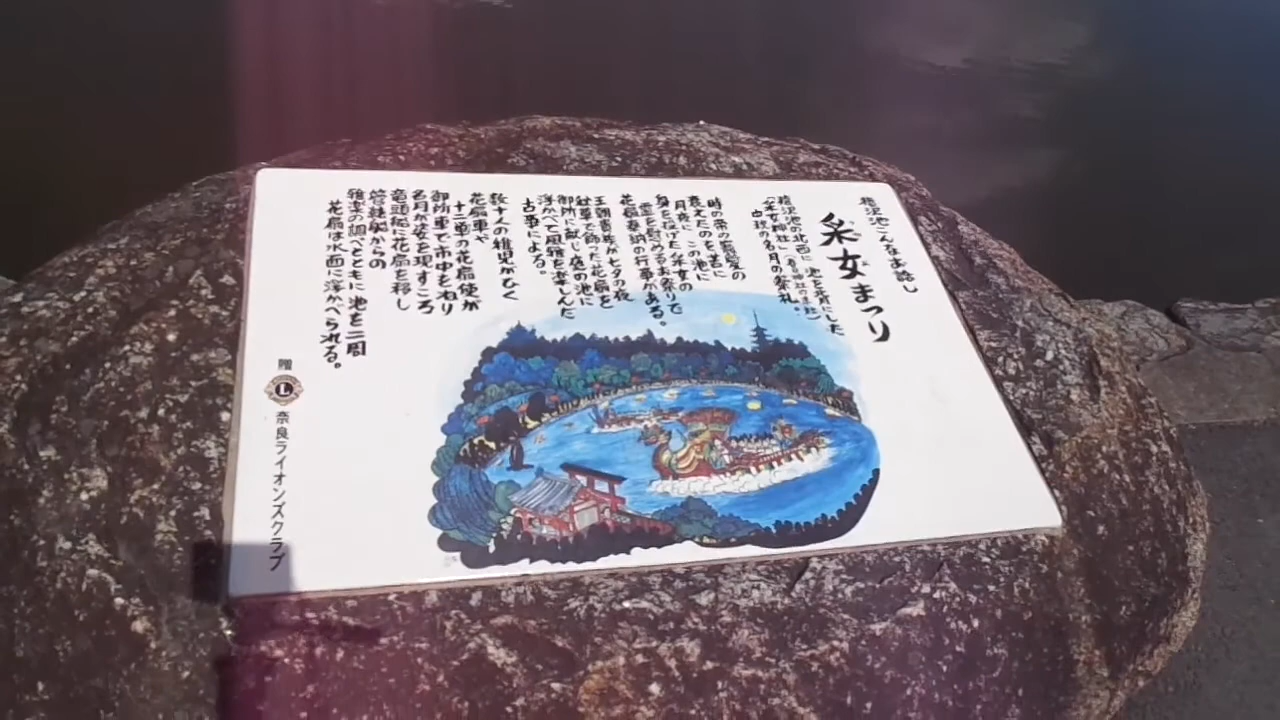 猿沢池こんなお話し
采女まつり
猿沢池の北西に 池を背にした
「采女神社」(春日神社の末社)
中秋の名月の祭礼。
時の帝の寵愛の
衰えたのを苦に
月夜に この池に
身を投げた采女の
霊を慰めるお祭りで
花扇奉納の行事がある。
王朝貴族が七夕の夜
秋草で飾った花扇を
御所に献じ庭の池に
浮かべて風雅を楽しんだ
古事による。
数十人の稚児がひく
花扇車や
十二単の花扇使が
御所車で市中をねり
名月が姿を現すころ
竜頭船に花扇を移し
管絃船からの
雅楽の調べとともに 池を二周
花扇は水面に浮かべられる。
贈
L
奈良ライオンズクラブ